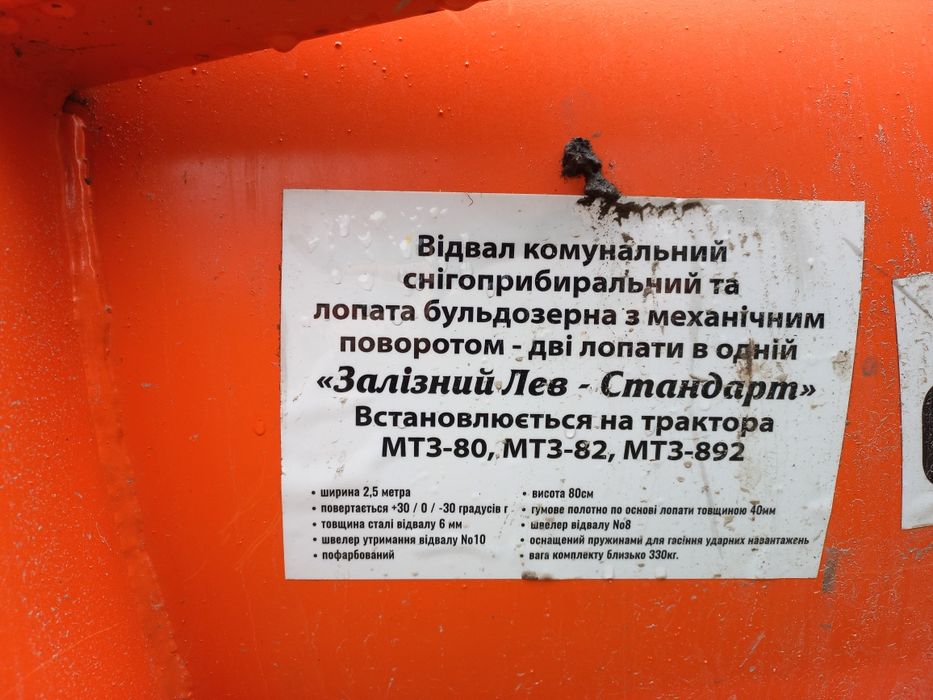 Відвал комунальний
снігоприбиральний та
лопата бульдозерна з механічним
поворотом - дві лопати в одній
«Залізний Лев - Стандарт»
Встановлюється на трактора
МТЗ-80, МТЗ-82, МТЗ-892
• ширина 2,5 метра
• повертається +30 / 0 / -30 градусів г
• товщина сталі відвалу 6 мм
• швелер утримання відвалу No10
• пофарбований
• висота 80см
• гумове полотно по основі лопати товщиною 40мм
• швелер відвалу No8
• оснащений пружинами для гасіння ударних навантажень
• вага комплекту близько 330кг.